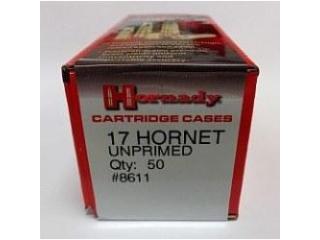 Hornady
CARTRIDGE CASES
17 HORNET
UNPRIMED
Qty: 50
#8611